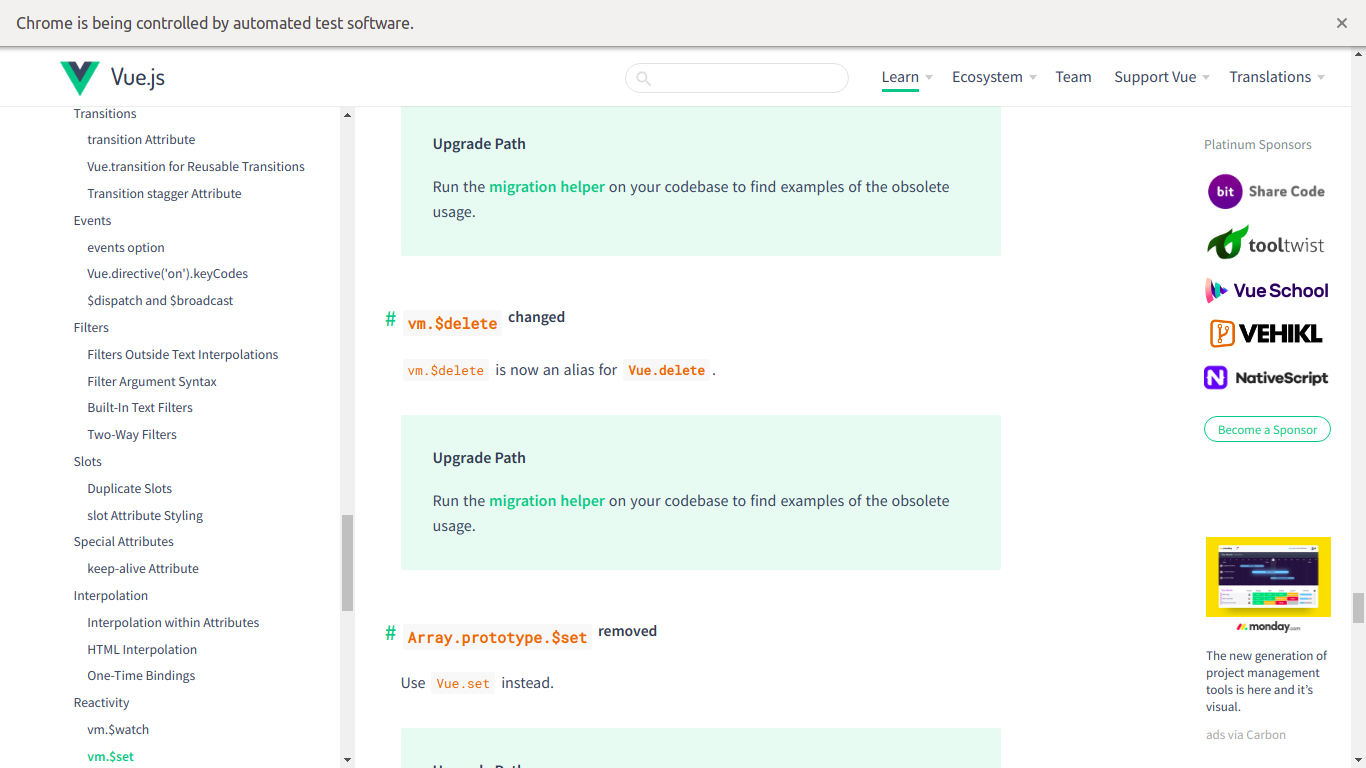 Chrome is being controlled by automated test software.
Vue.js
Learn
Ecosystem
Team
Support Vue
Translations
Transitions
transition Attribute
Vue.transition for Reusable Transitions
Transition stagger Attribute
Events
events option
Vue.directive('on').keyCodes
$dispatch and $broadcast
Filters
Filters Outside Text Interpolations
Filter Argument Syntax
Built-In Text Filters
Two-Way Filters
Slots
Duplicate Slots
slot Attribute Styling
Special Attributes
keep-alive Attribute
Interpolation
Interpolation within Attributes
HTML Interpolation
One-Time Bindings
Reactivity
vm.$watch
vm.$set
Upgrade Path
Run the migration helper on your codebase to find examples of the obsolete
usage.
# vm.$delete changed
vm.$delete is now an alias for Vue.delete .
Upgrade Path
Run the migration helper on your codebase to find examples of the obsolete
usage.
# Array.prototype.$set removed
Use Vue.set instead.
Upgrade Path
Platinum Sponsors
bit Share Code
tooltwist
Vue School
VEHIKL
NativeScript
Become a Sponsor
monday.com
The new generation of
project management
tools is here and it's
visual.
ads via Carbon